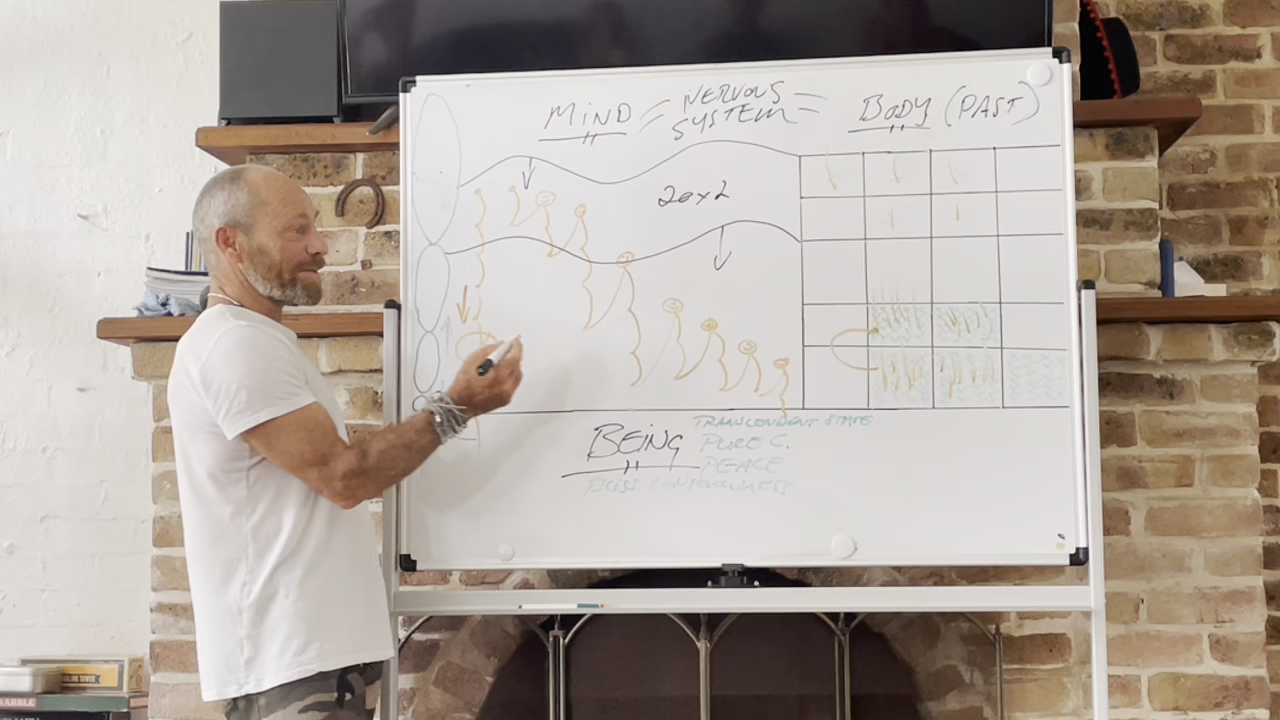 MIND = NERVOUS SYSTEM = BODY (PAST)
20x2
TRANSCENDENT STATE
BEING PURE C.
PEACE
BLISS CONSCIOUSNESS